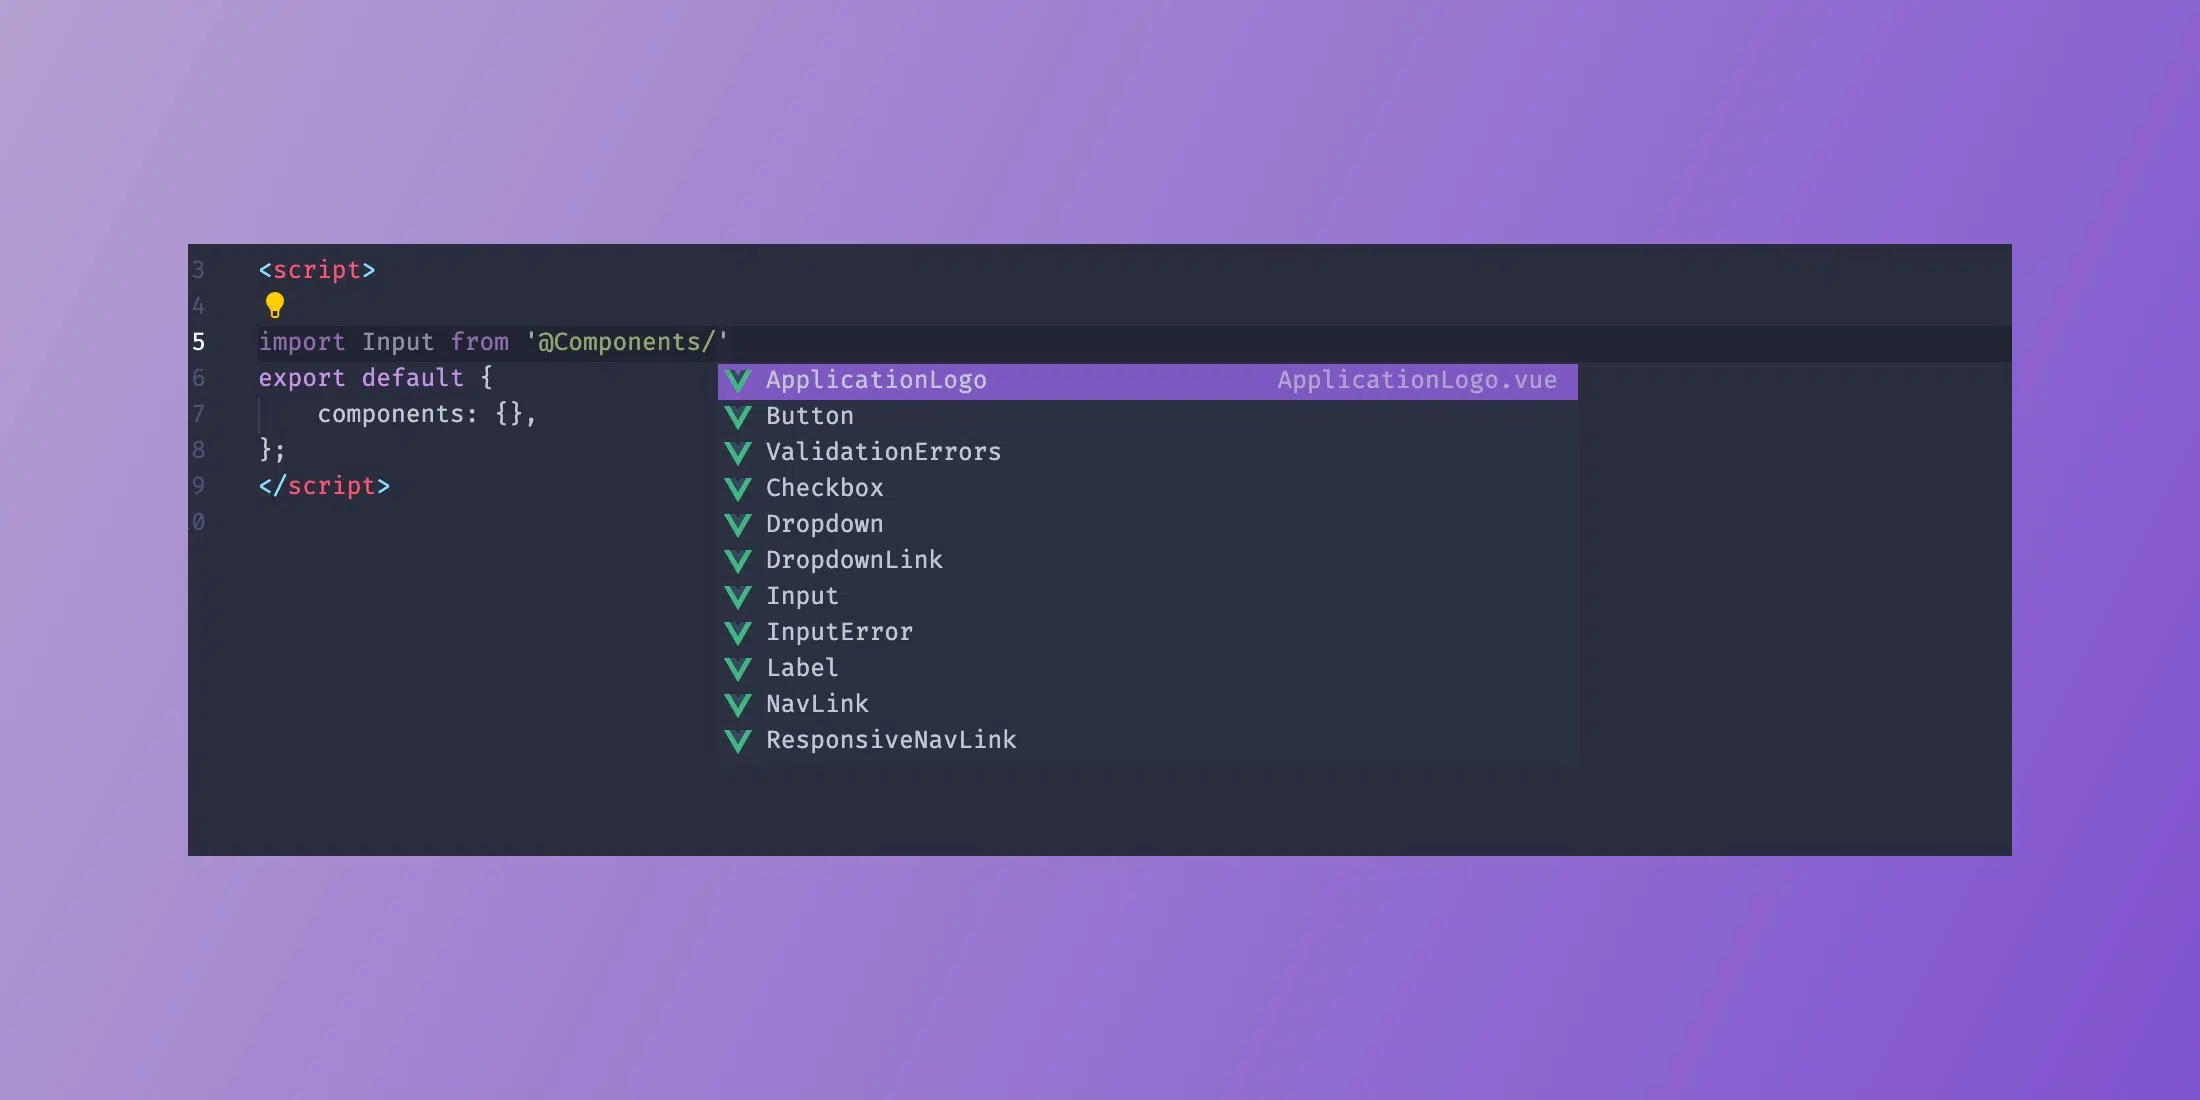 3 <script>
4
5 import Input from '@Components/'
6 export default {
7 components: {},
8 };
9 </script>
0
ApplicationLogo ApplicationLogo.vue
Button
ValidationErrors
Checkbox
Dropdown
DropdownLink
Input
InputError
Label
NavLink
ResponsiveNavLink